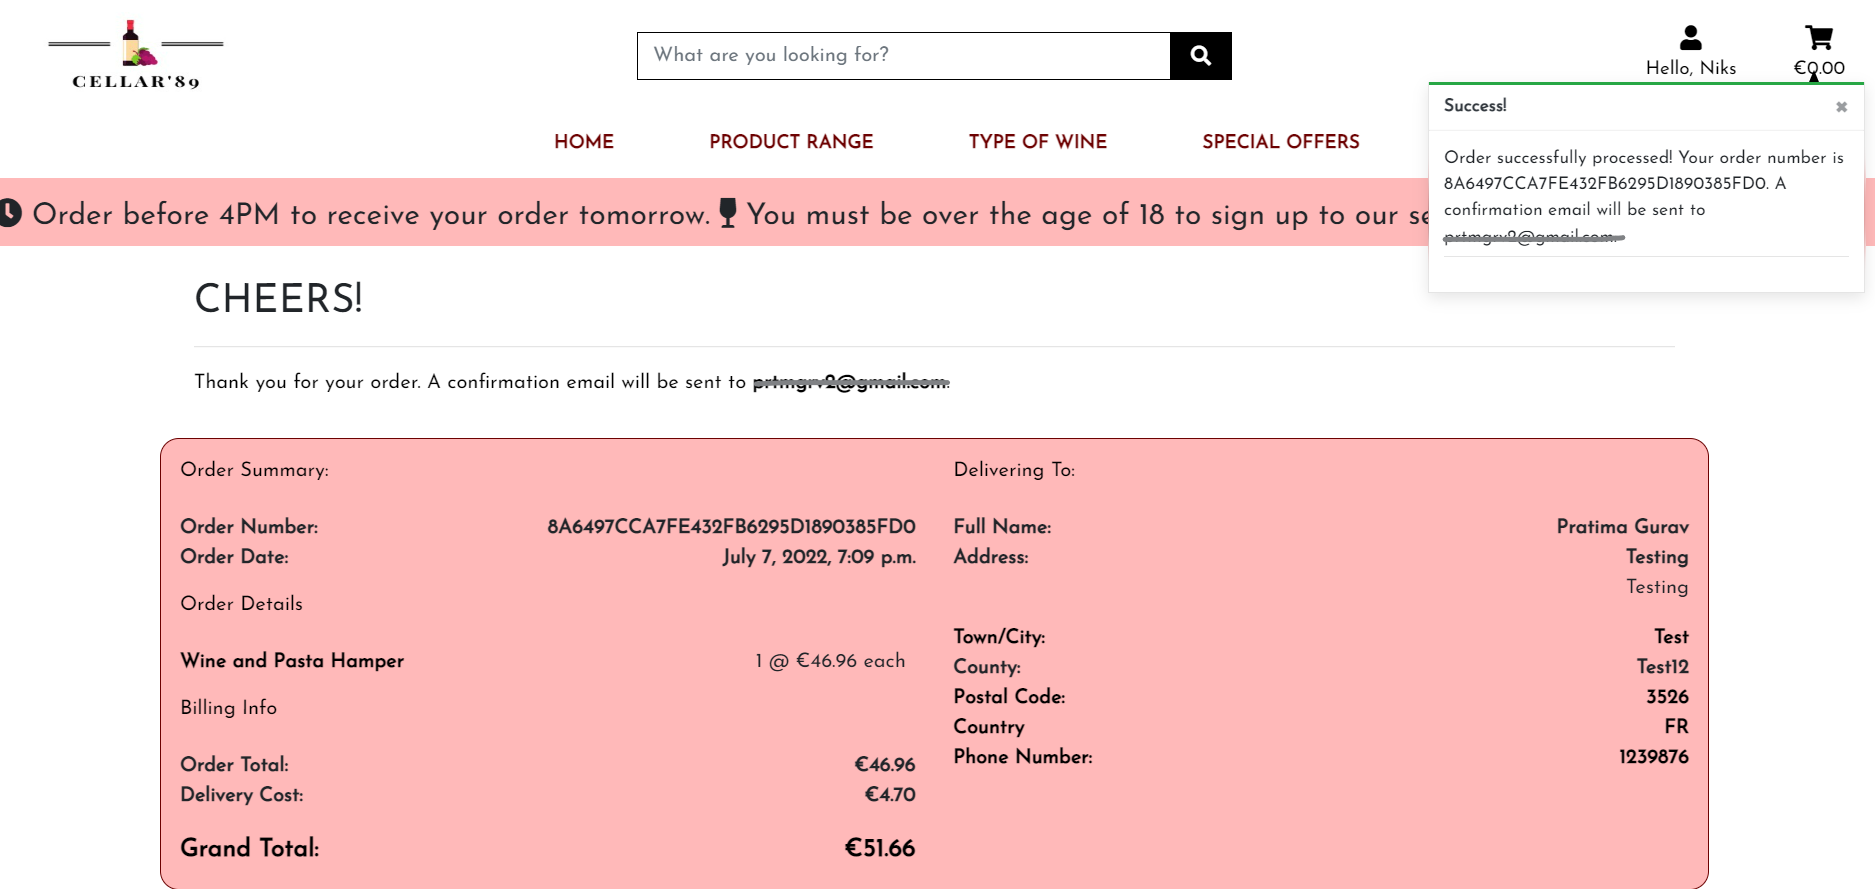 CELLAR'89
What are you looking for?
Hello, Niks
€0.00
HOME
PRODUCT RANGE
TYPE OF WINE
SPECIAL OFFERS
Success!
Order successfully processed! Your order number is
8A6497CCA7FE432FB6295D1890385FD0. A
confirmation email will be sent to
Order before 4PM to receive your order tomorrow. You must be over the age of 18 to sign up to our
CHEERS!
Thank you for your order. A confirmation email will be sent to
Order Summary:
Order Number: 8A6497CCA7FE432FB6295D1890385FD0
Order Date: July 7, 2022, 7:09 p.m.
Order Details
Wine and Pasta Hamper 1 @ €46.96 each
Billing Info
Order Total: €46.96
Delivery Cost: €4.70
Grand Total: €51.66
Delivering To:
Full Name: Pratima Gurav
Address: Testing
Testing
Town/City: Test
County: Test12
Postal Code: 3526
Country FR
Phone Number: 1239876